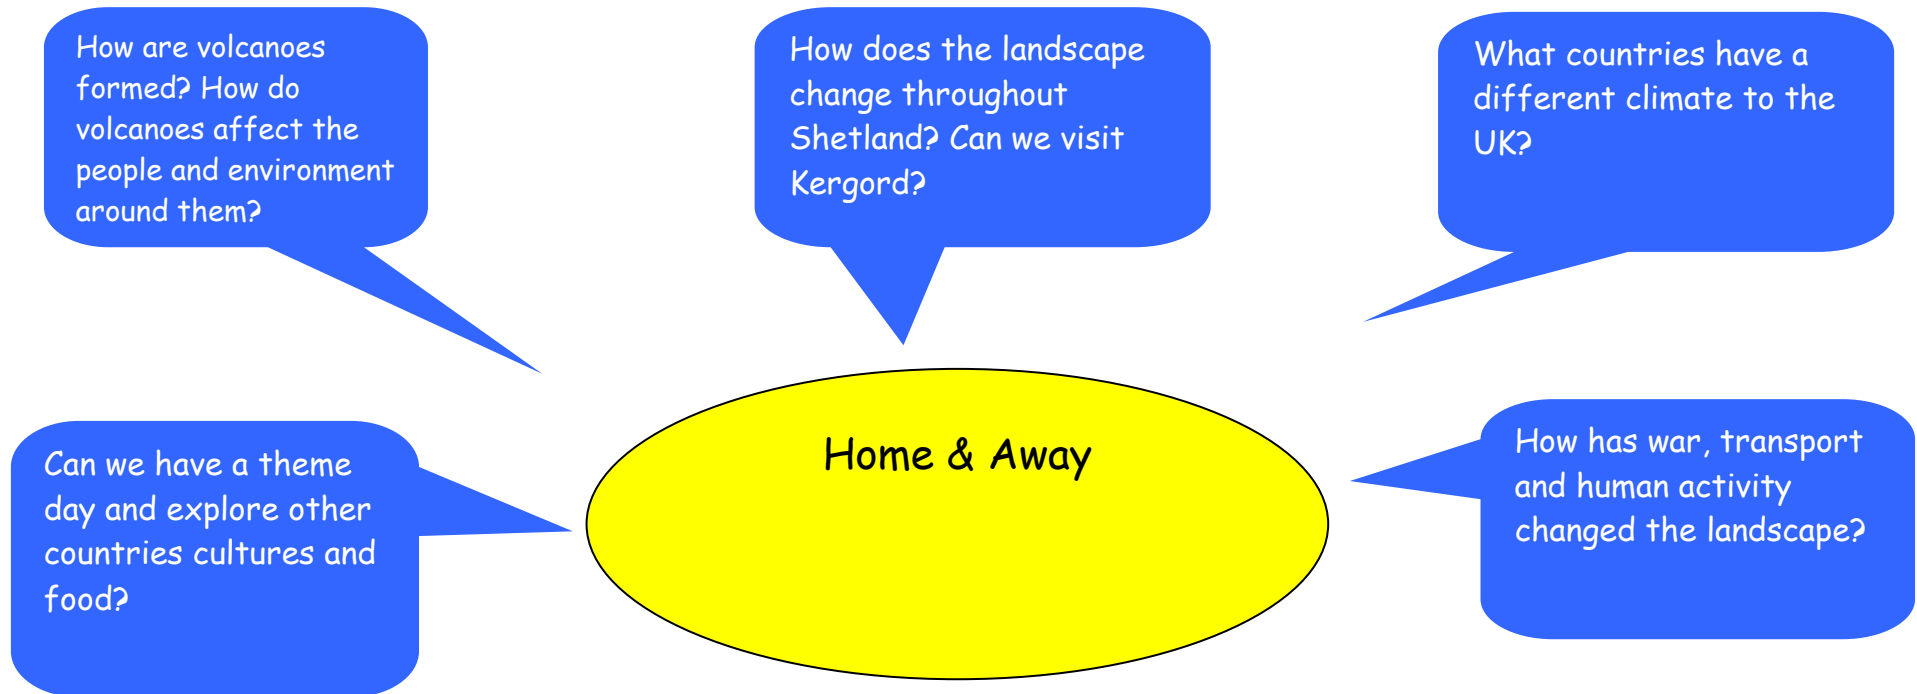 How are volcanoes
formed? How do
volcanoes affect the
people and environment
around them?
How does the landscape
change throughout
Shetland? Can we visit
Kergord?
What countries have a
different climate to the
UK?
Can we have a theme
day and explore other
countries cultures and
food?
Home & Away
How has war, transport
and human activity
changed the landscape?